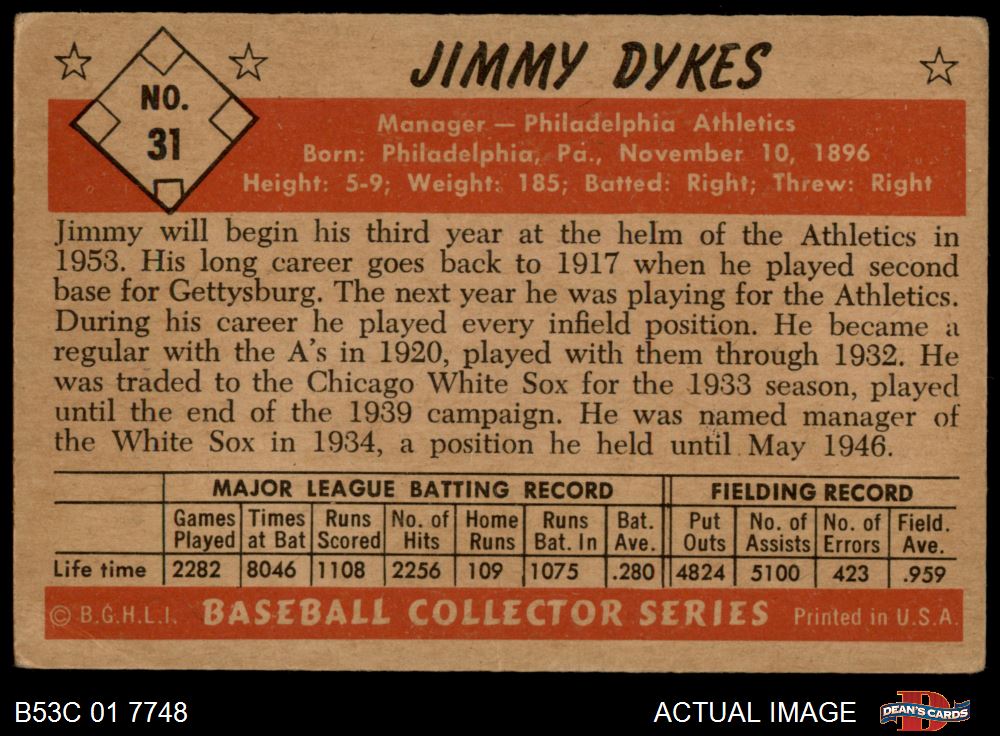 NO.
31
JIMMY DYKES
Manager — Philadelphia Athletics
Born: Philadelphia, Pa., November 10, 1896
Height: 5-9; Weight: 185; Batted: Right; Threw: Right
Jimmy will begin his third year at the helm of the Athletics in
1953. His long career goes back to 1917 when he played second
base for Gettysburg. The next year he was playing for the Athletics.
During his career he played every infield position. He became a
regular with the A's in 1920, played with them through 1932. He
was traded to the Chicago White Sox for the 1933 season, played
until the end of the 1939 campaign. He was named manager of
the White Sox in 1934, a position he held until May 1946.
MAJOR LEAGUE BATTING RECORD FIELDING RECORD
Games Times Runs No. of Home Runs Bat. Put No. of No. of Field.
Played at Bat Scored Hits Runs Bat. In Ave. Outs Assists Errors Ave.
Life time 2282 8046 1108 2256 109 1075 .280 4824 5100 423 .959
© B.G.H.L.I. BASEBALL COLLECTOR SERIES Printed in U.S.A.
B53C 01 7748 ACTUAL IMAGE DEAN'S CARDS